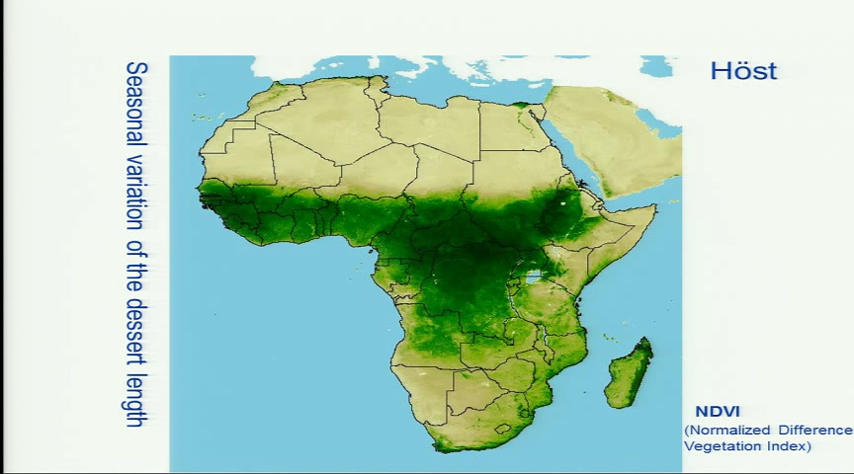 Seasonal variation of the dessert length
Höst
NDVI
(Normalized Difference
Vegetation Index)